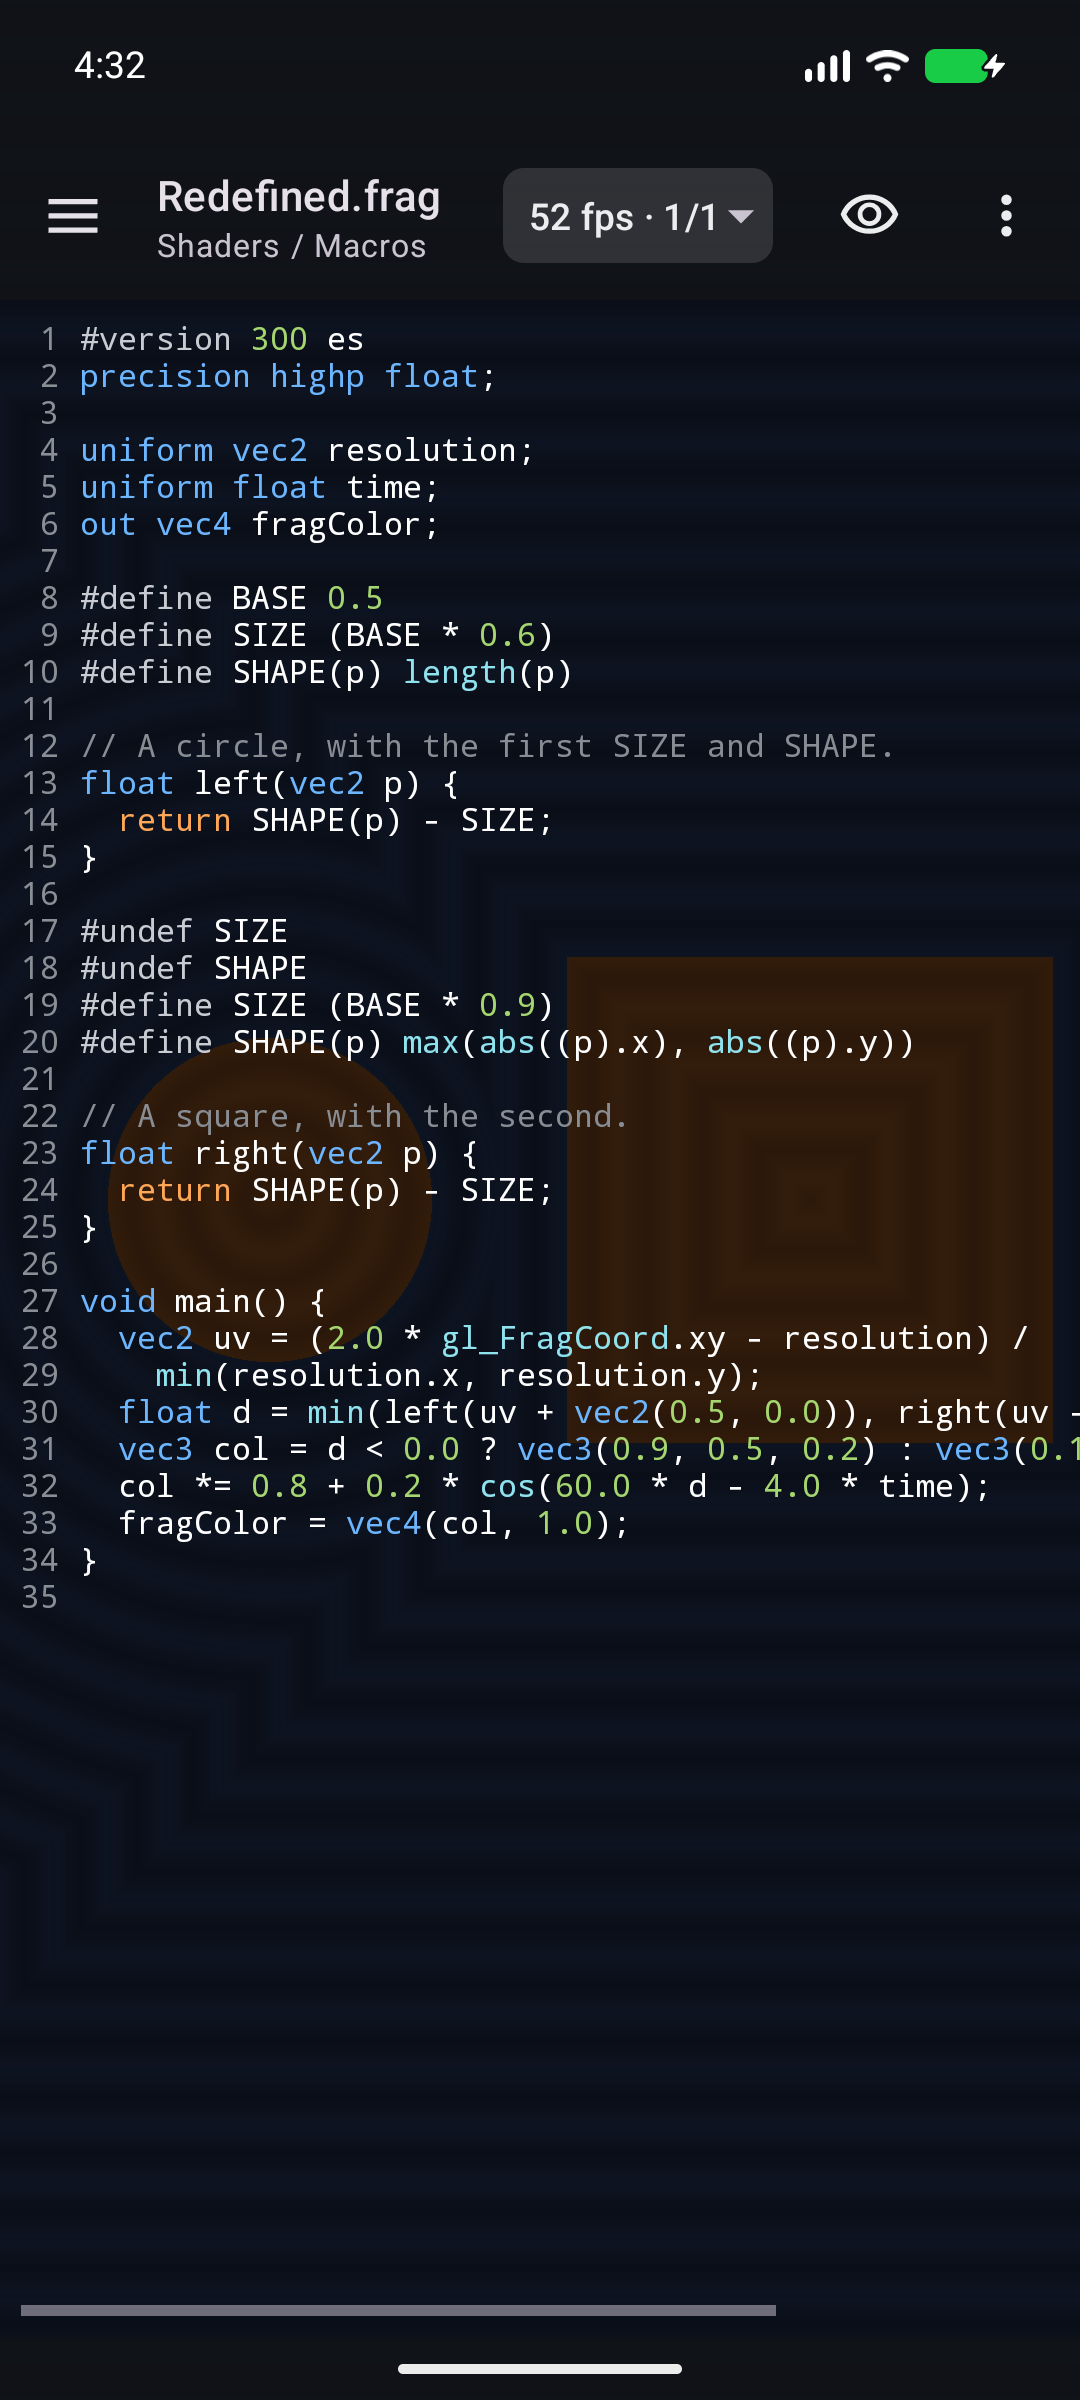 4:32
Redefined.frag
Shaders / Macros
52 fps · 1/1
1 #version 300 es
2 precision highp float;
3
4 uniform vec2 resolution;
5 uniform float time;
6 out vec4 fragColor;
7
8 #define BASE 0.5
9 #define SIZE (BASE * 0.6)
10 #define SHAPE(p) length(p)
11
12 // A circle, with the first SIZE and SHAPE.
13 float left(vec2 p) {
14   return SHAPE(p) - SIZE;
15 }
16
17 #undef SIZE
18 #undef SHAPE
19 #define SIZE (BASE * 0.9)
20 #define SHAPE(p) max(abs((p).x), abs((p).y))
21
22 // A square, with the second.
23 float right(vec2 p) {
24   return SHAPE(p) - SIZE;
25 }
26
27 void main() {
28   vec2 uv = (2.0 * gl_FragCoord.xy - resolution) /
29     min(resolution.x, resolution.y);
30   float d = min(left(uv + vec2(0.5, 0.0)), right(uv -
31   vec3 col = d < 0.0 ? vec3(0.9, 0.5, 0.2) : vec3(0.1
32   col *= 0.8 + 0.2 * cos(60.0 * d - 4.0 * time);
33   fragColor = vec4(col, 1.0);
34 }
35